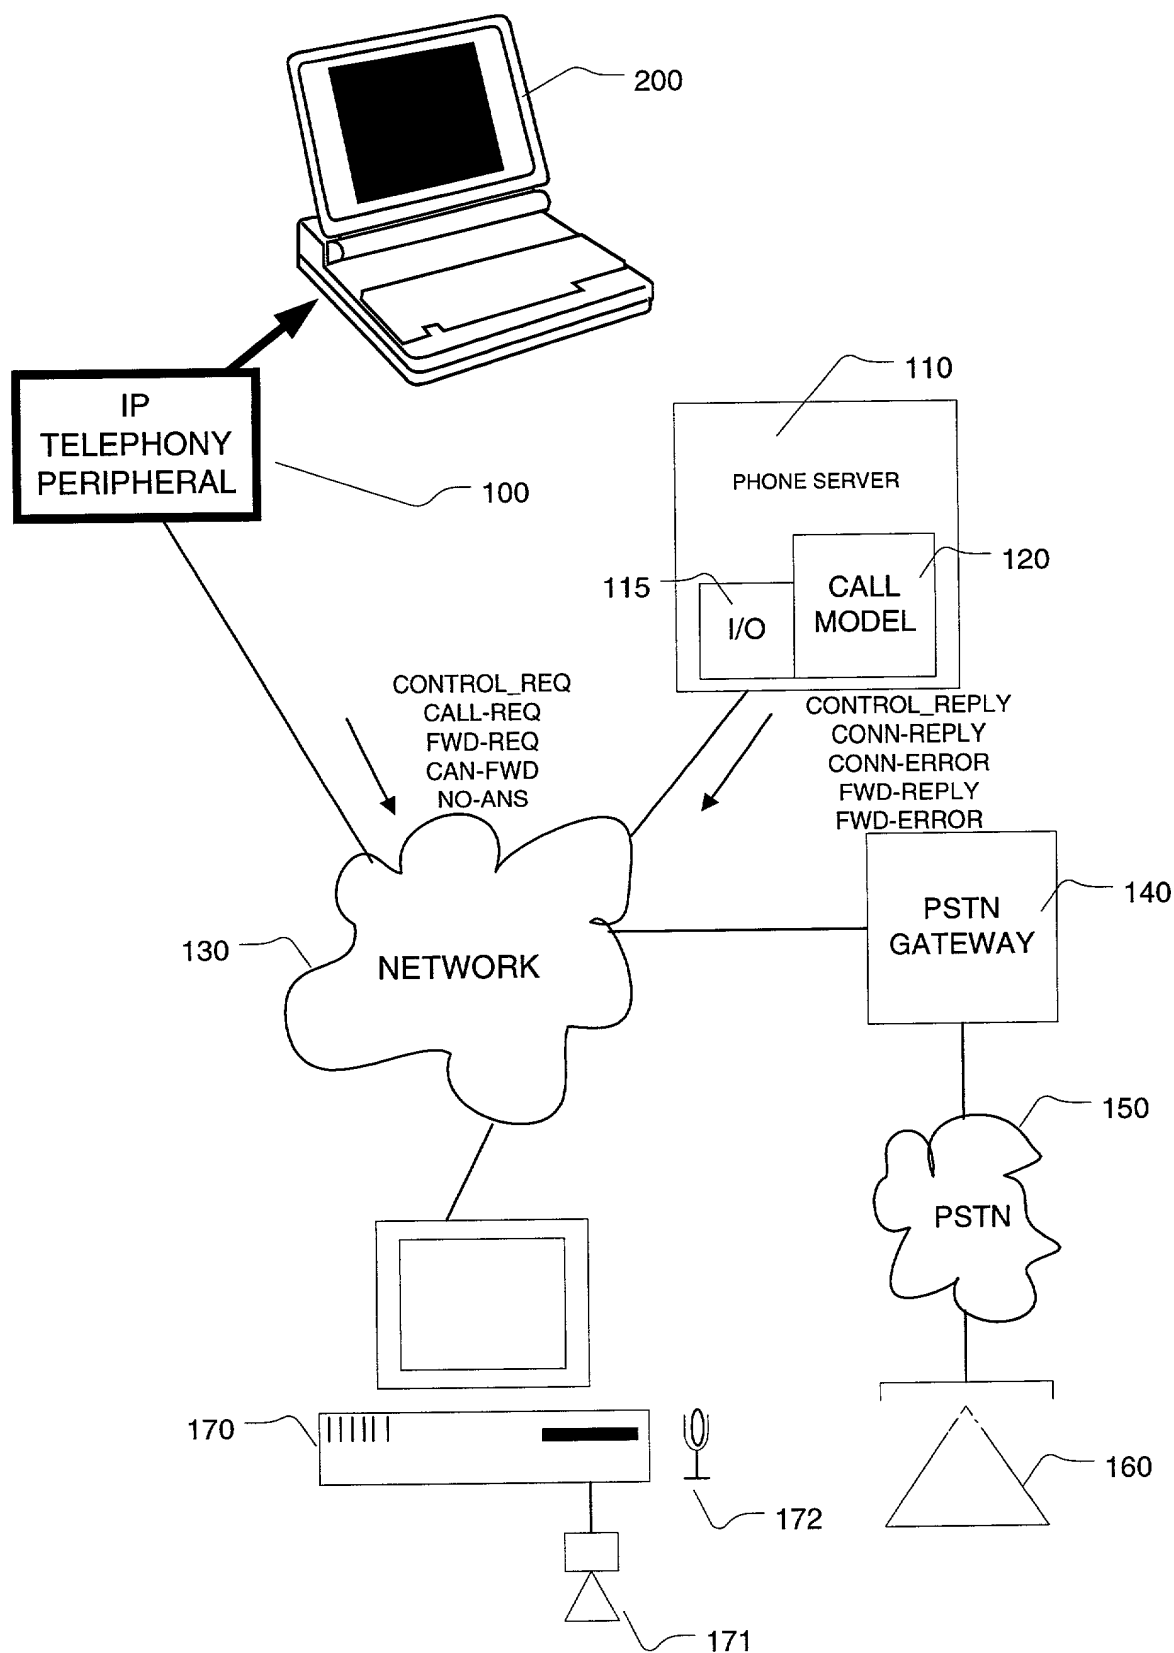 200
IP
TELEPHONY
PERIPHERAL
100
110
PHONE SERVER
115
120
I/O
CALL
MODEL
CONTROL_REQ
CALL-REQ
FWD-REQ
CAN-FWD
NO-ANS
CONTROL_REPLY
CONN-REPLY
CONN-ERROR
FWD-REPLY
FWD-ERROR
130
NETWORK
PSTN
GATEWAY
140
150
PSTN
170
172
160
171